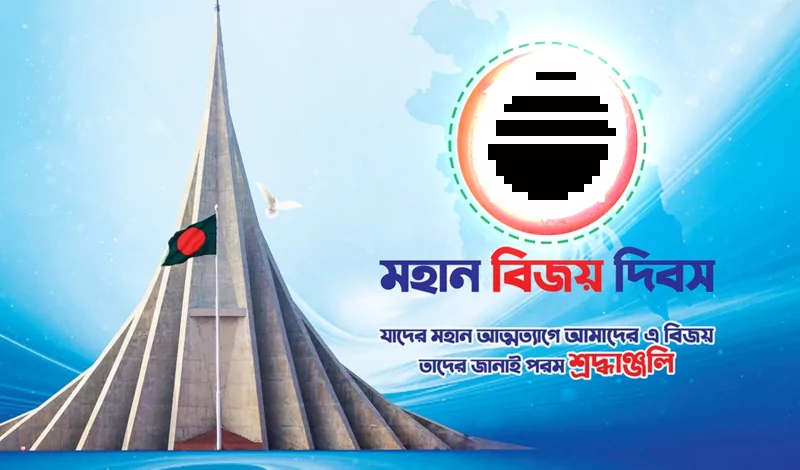 মহান বিজয় দিবস
যাদের মহান আত্মত্যাগে আমাদের এ বিজয়
তাদের জানাই পরম শ্রদ্ধাঞ্জলি